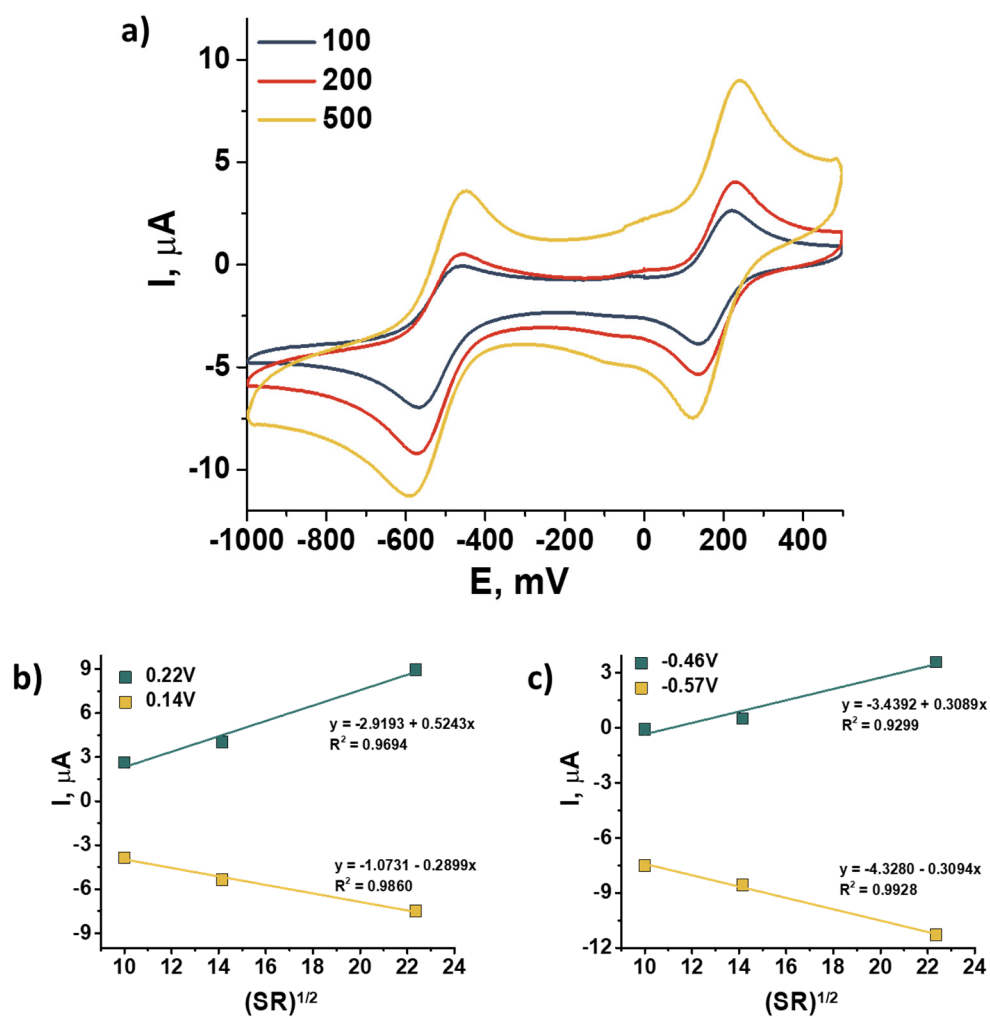 a)
100
200
500
10
5
0
-5
-10
I, μA
-1000 -800 -600 -400 -200 0 200 400
E, mV
b)
0.22V
0.14V
9
6
3
0
-3
-6
-9
I, μA
y = -2.9193 + 0.5243x
R² = 0.9694
y = -1.0731 - 0.2899x
R² = 0.9860
10 12 14 16 18 20 22 24
(SR)1/2
c)
-0.46V
-0.57V
3
0
-3
-6
-9
-12
I, μA
y = -3.4392 + 0.3089x
R² = 0.9299
y = -4.3280 - 0.3094x
R² = 0.9928
10 12 14 16 18 20 22 24
(SR)1/2